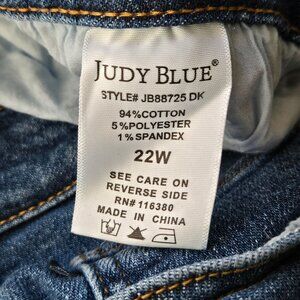 JUDY BLUE®
STYLE# JB88725 DK
94%COTTON
5%POLYESTER
1%SPANDEX
22W
SEE CARE ON
REVERSE SIDE
RN# 116380
MADE IN CHINA